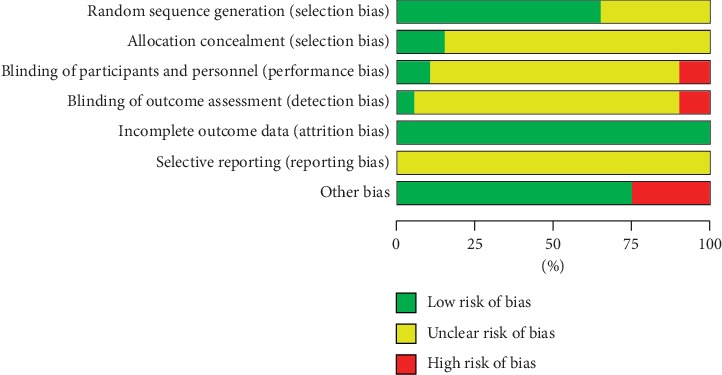 Random sequence generation (selection bias)
Allocation concealment (selection bias)
Blinding of participants and personnel (performance bias)
Blinding of outcome assessment (detection bias)
Incomplete outcome data (attrition bias)
Selective reporting (reporting bias)
Other bias
0 25 50 75 100
(%)
Low risk of bias
Unclear risk of bias
High risk of bias